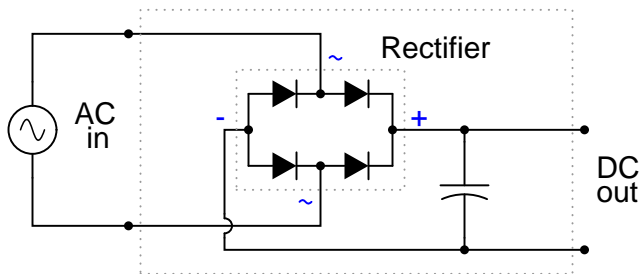 Rectifier
~
AC
in
-
+
~
DC
out